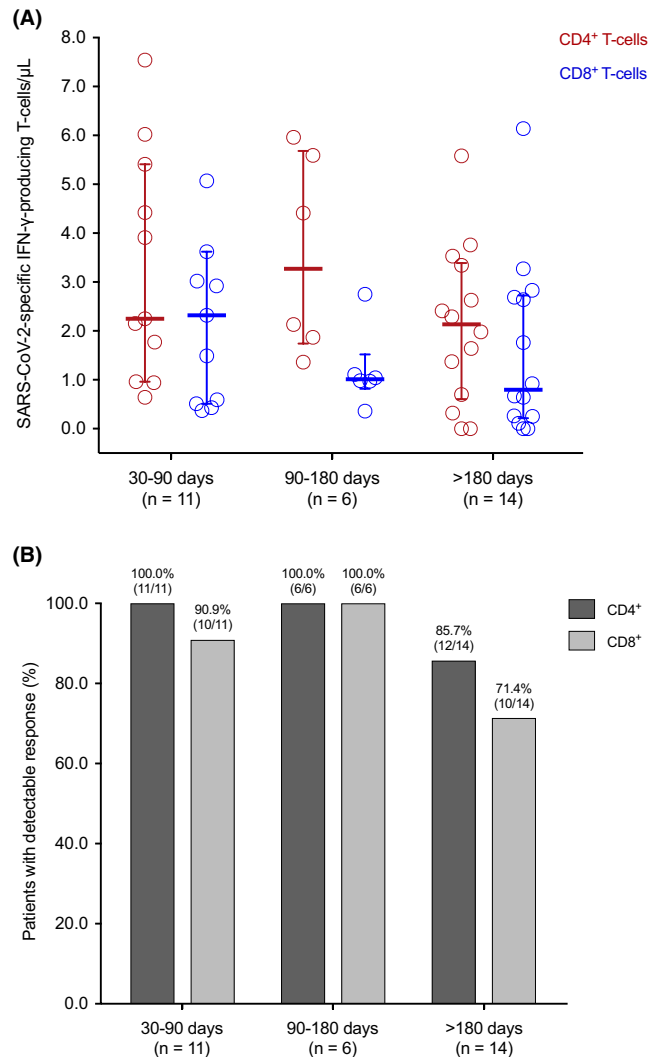 (A)
CD4⁺ T-cells
CD8⁺ T-cells
SARS-CoV-2-specific IFN-γ-producing T-cells/µL
8.0
7.0
6.0
5.0
4.0
3.0
2.0
1.0
0.0
30-90 days
(n = 11)
90-180 days
(n = 6)
>180 days
(n = 14)
(B)
Patients with detectable response (%)
100.0
80.0
60.0
40.0
20.0
0.0
100.0%
(11/11)
90.9%
(10/11)
100.0%
(6/6)
100.0%
(6/6)
85.7%
(12/14)
71.4%
(10/14)
CD4⁺
CD8⁺
30-90 days
(n = 11)
90-180 days
(n = 6)
>180 days
(n = 14)